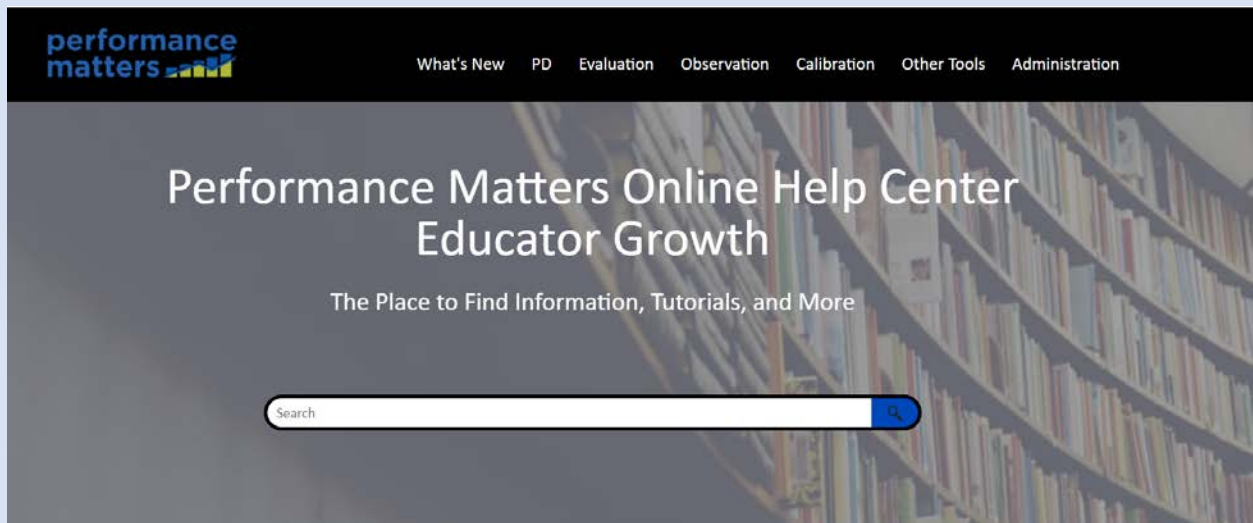 performance
matters
What's New PD Evaluation Observation Calibration Other Tools Administration
Performance Matters Online Help Center
Educator Growth
The Place to Find Information, Tutorials, and More
Search